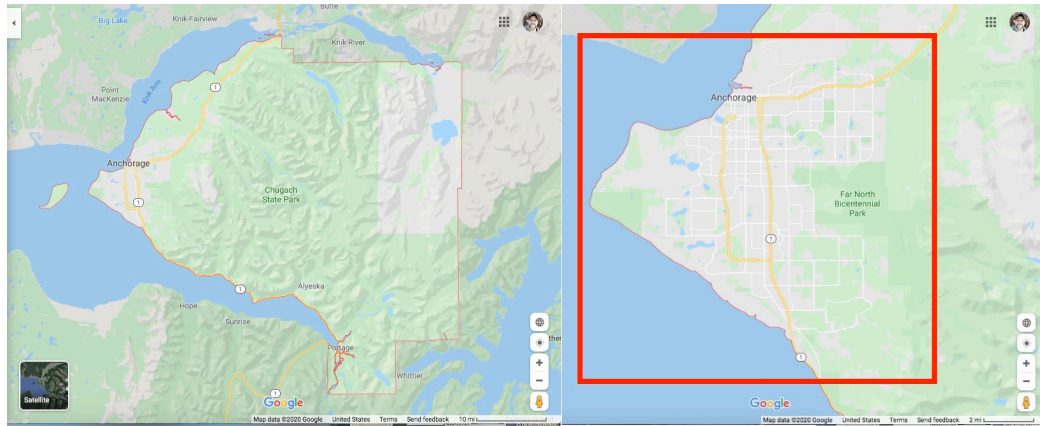 Butte
Big Lake
Knik-Fairview
Knik River
Point
MacKenzie
Knik Arm
1
Anchorage
Chugach
State Park
1
1
Alyeska
Hope
Sunrise
Portage
Whittier
1
Satellite
Google
Map data ©2020 Google United States Terms Send feedback 10 mi
Anchorage
Far North
Bicentennial
Park
1
1
Google
Map data ©2020 Google United States Terms Send feedback 2 mi